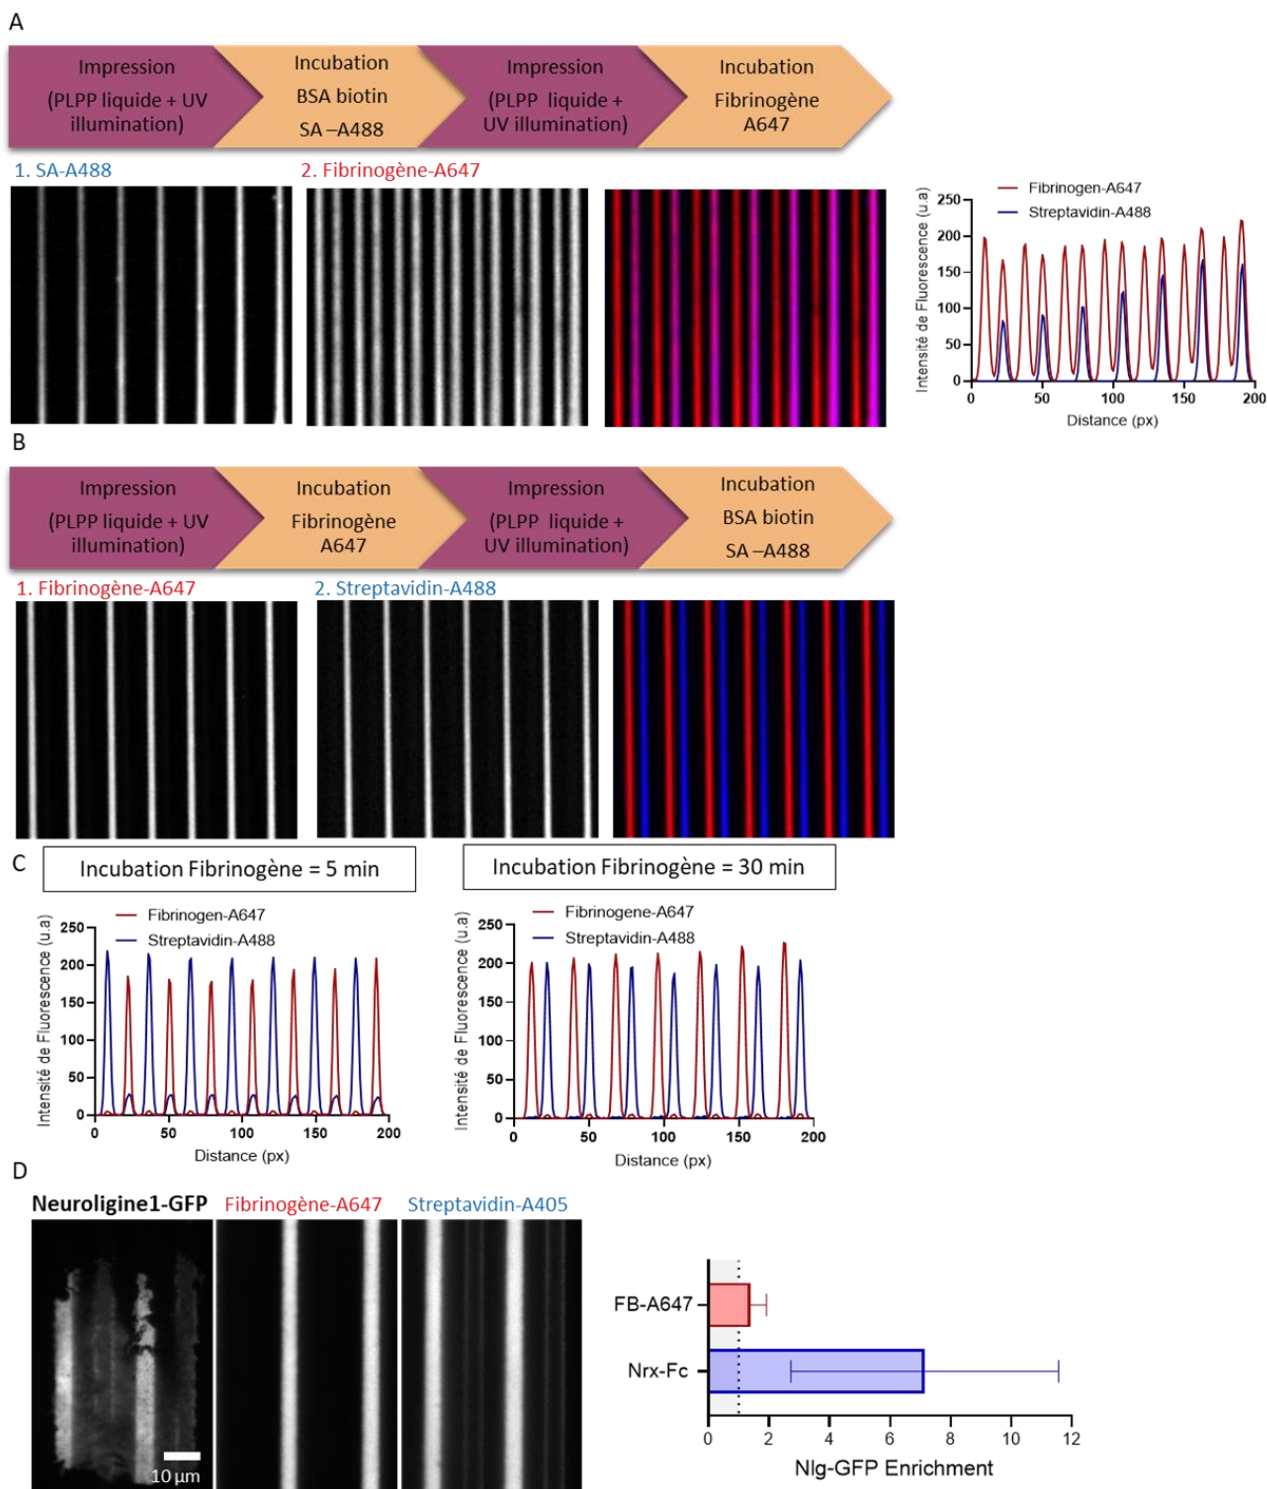 A
Impression
(PLPP liquide + UV
illumination)
Incubation
BSA biotin
SA –A488
Impression
(PLPP liquide +
UV illumination)
Incubation
Fibrinogène
A647
1. SA-A488
2. Fibrinogène-A647
Fibrinogen-A647
Streptavidin-A488
Intensité de Fluorescence (u.a)
250
200
150
100
50
0
0 50 100 150 200
Distance (px)
B
Impression
(PLPP liquide + UV
illumination)
Incubation
Fibrinogène
A647
Impression
(PLPP liquide +
UV illumination)
Incubation
BSA biotin
SA –A488
1. Fibrinogène-A647
2. Streptavidin-A488
C
Incubation Fibrinogène = 5 min
Fibrinogen-A647
Streptavidin-A488
Intensité de Fluorescence (u.a)
250
200
150
100
50
0
0 50 100 150 200
Distance (px)
Incubation Fibrinogène = 30 min
Fibrinogene-A647
Streptavidin-A488
Intensité de Fluorescence (u.a)
250
200
150
100
50
0
0 50 100 150 200
Distance (px)
D
Neuroligine1-GFP
Fibrinogène-A647
Streptavidin-A405
10 µm
FB-A647
Nrx-Fc
0 2 4 6 8 10 12
Nlg-GFP Enrichment